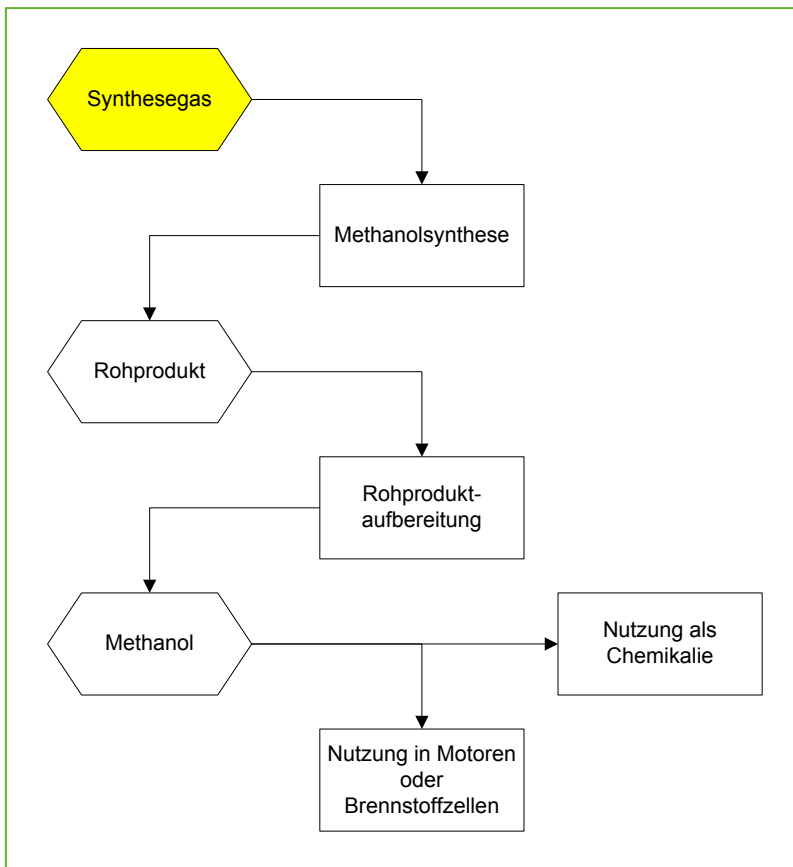 Synthesegas
Methanolsynthese
Rohprodukt
Rohprodukt-
aufbereitung
Methanol
Nutzung als
Chemikalie
Nutzung in Motoren
oder
Brennstoffzellen